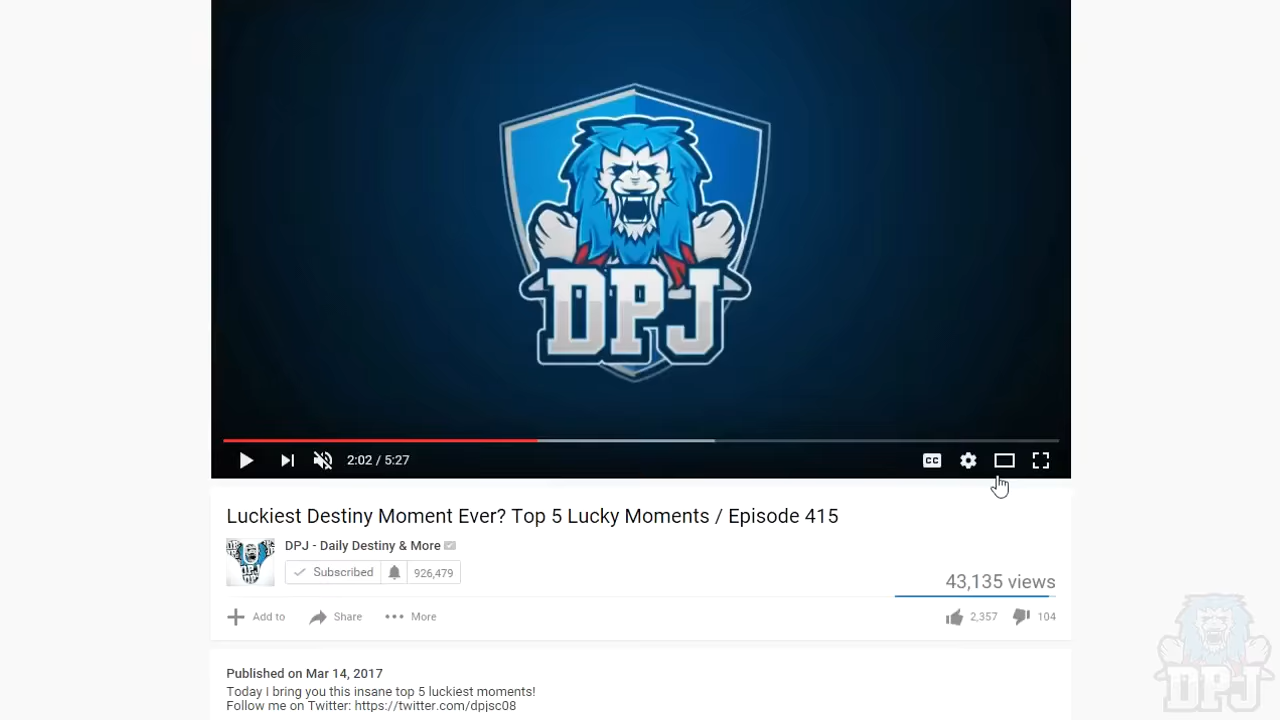 DPJ
2:02 / 5:27
CC
Luckiest Destiny Moment Ever? Top 5 Lucky Moments / Episode 415
DPJ - Daily Destiny & More
Subscribed 926,479
43,135 views
Add to Share More 2,357 104
Published on Mar 14, 2017
Today I bring you this insane top 5 luckiest moments!
Follow me on Twitter: https://twitter.com/dpjsc08
DPJ